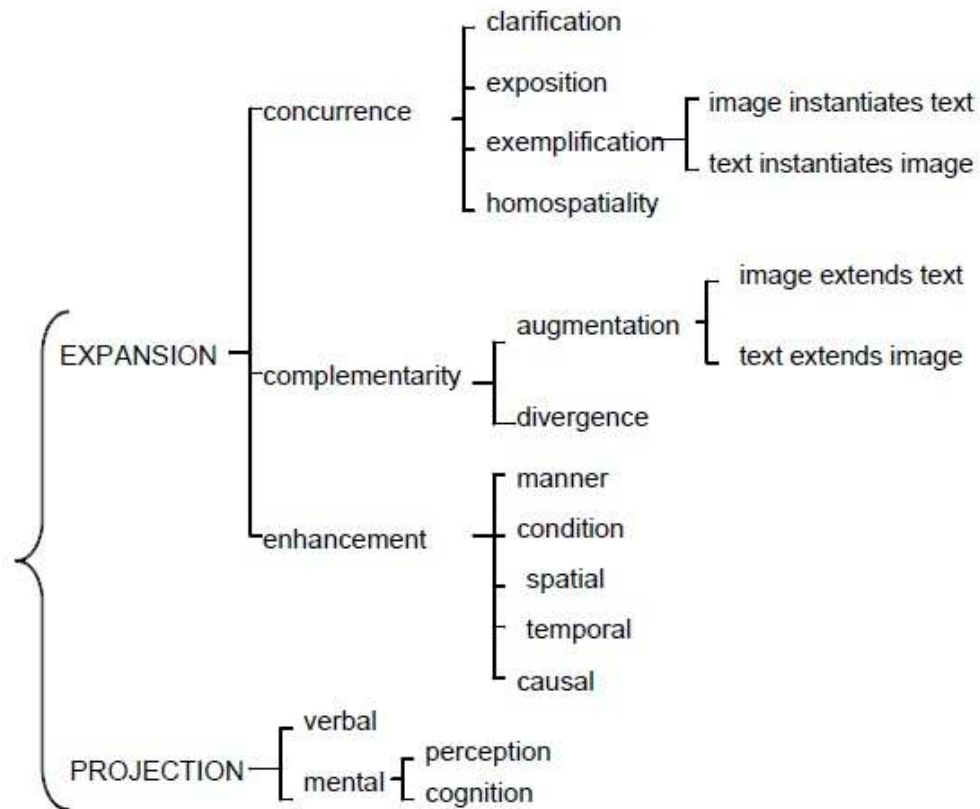 clarification
exposition
concurrence
exemplification
image instantiates text
text instantiates image
homospatiality
image extends text
augmentation
text extends image
EXPANSION
complementarity
divergence
manner
condition
enhancement
spatial
temporal
causal
verbal
PROJECTION
mental
perception
cognition